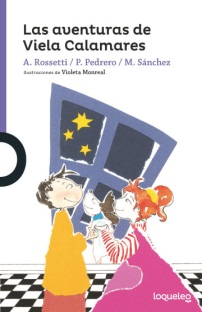 Las aventuras de
Viela Calamares
A. Rossetti / P. Pedrero / M. Sánchez
Ilustraciones de Violeta Monreal
loqueleo